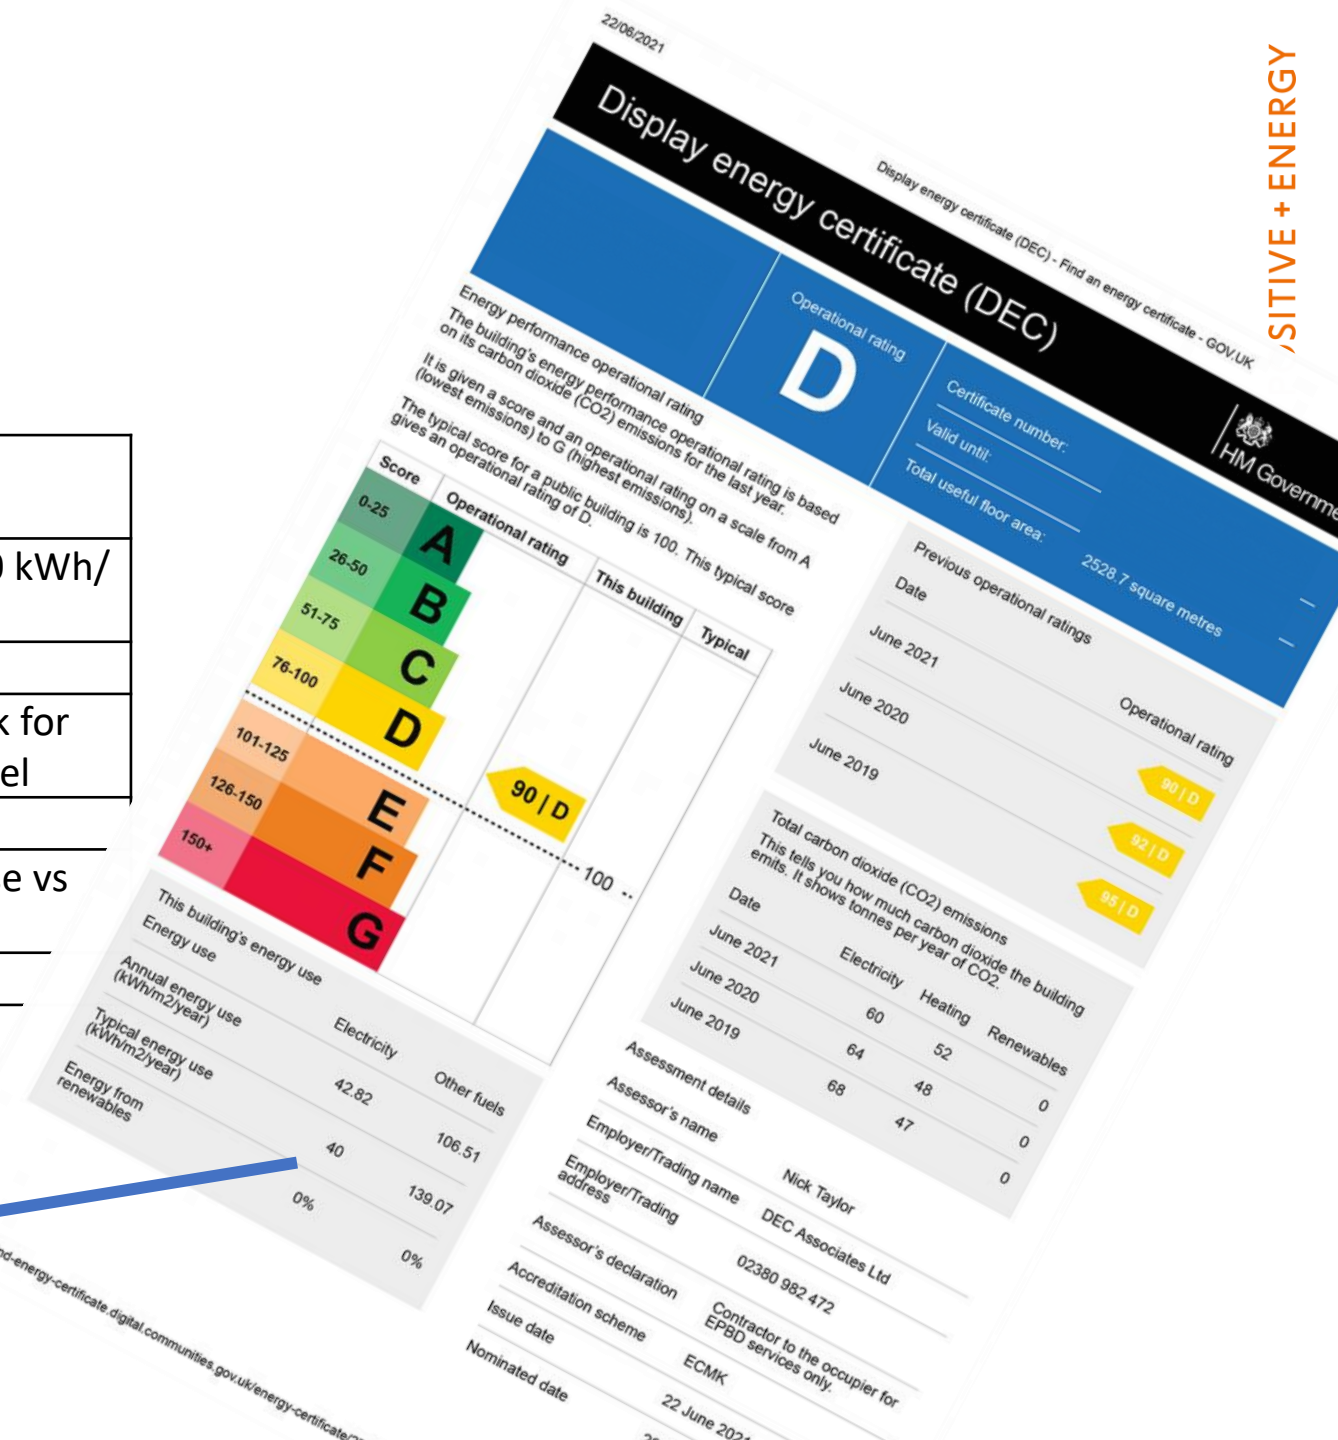 SITIVE + ENERGY
0 kWh/
k for
el
e vs
22/06/2021
Display energy certificate (DEC) - Find an energy certificate - GOV.UK
Display energy certificate (DEC)
HM Governme
Operational rating
D
Certificate number:
Valid until:
Total useful floor area:
2528.7 square metres
Energy performance operational rating
The building's energy performance operational rating is based
on its carbon dioxide (CO2) emissions for the last year.
It is given a score and an operational rating on a scale from A
(lowest emissions) to G (highest emissions).
The typical score for a public building is 100. This typical score
gives an operational rating of D.
Score Operational rating This building Typical
0-25 A
26-50 B
51-75 C
76-100 D
101-125 E
126-150 F
150+ G
90 | D
100
This building's energy use
Energy use Electricity Other fuels
Annual energy use
(kWh/m2/year) 42.82 106.51
Typical energy use
(kWh/m2/year) 40 139.07
Energy from
renewables 0% 0%
Previous operational ratings
Date Operational rating
June 2021 90 | D
June 2020 92 | D
June 2019 95 | D
Total carbon dioxide (CO2) emissions
This tells you how much carbon dioxide the building
emits. It shows tonnes per year of CO2.
Date Electricity Heating Renewables
June 2021 60 52 0
June 2020 64 48 0
June 2019 68 47 0
Assessment details
Assessor's name Nick Taylor
Employer/Trading name DEC Associates Ltd
Employer/Trading
address 02380 982 472
Assessor's declaration Contractor to the occupier for
EPBD services only.
Accreditation scheme ECMK
Issue date 22 June 2021
Nominated date
nd-energy-certificate.digital.communities.gov.uk/energy-certificate/